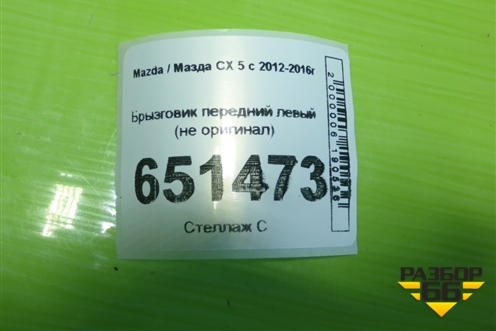 Mazda / Мазда CX 5 с 2012-2016г
Брызговик передний левый
(не оригинал)
651473
Стеллаж С
РАЗБОР
66